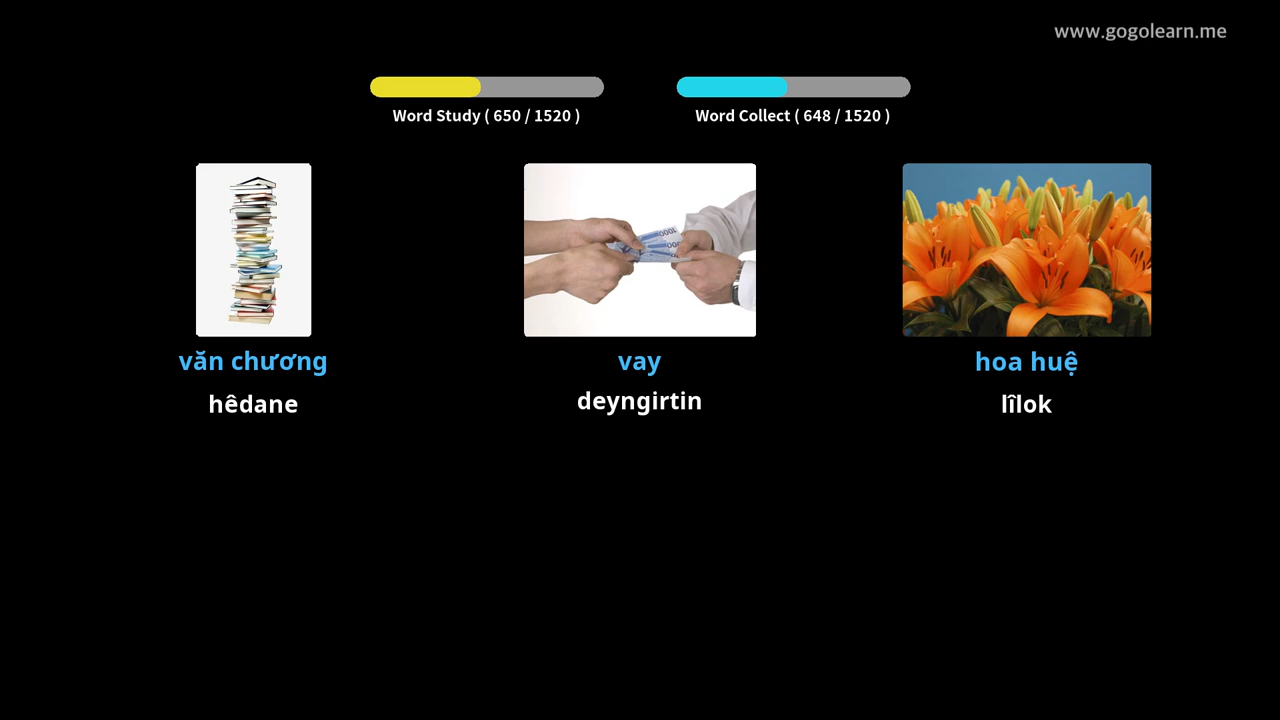 www.gogolearn.me
Word Study ( 650 / 1520 )
Word Collect ( 648 / 1520 )
văn chương
vay
hoa huệ
hêdane
deyngirtin
lîlok